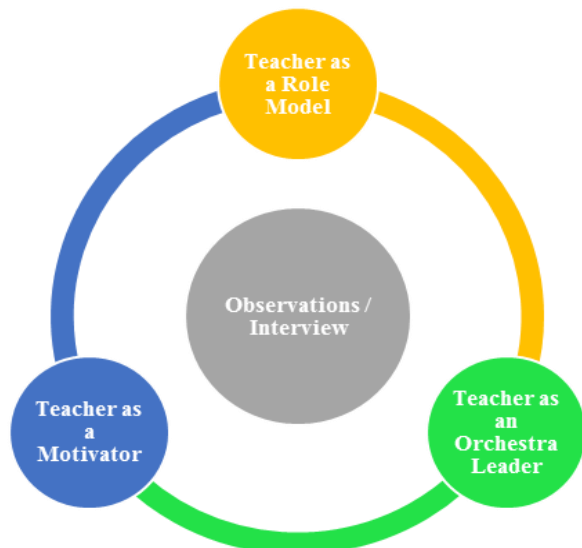 Teacher as
a Role
Model
Observations /
Interview
Teacher as
a
Motivator
Teacher as
an
Orchestra
Leader